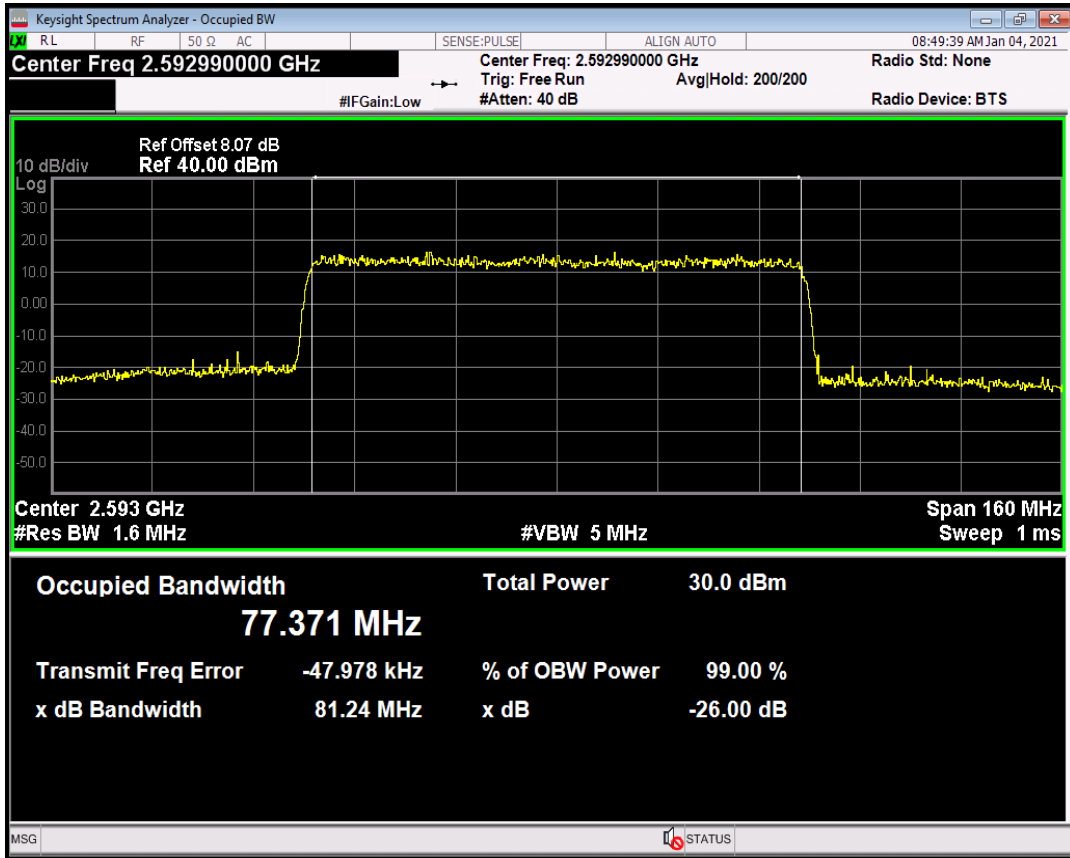 Keysight Spectrum Analyzer - Occupied BW
LXI RL RF 50 Ω AC SENSE:PULSE ALIGN AUTO 08:49:39 AM Jan 04, 2021
Center Freq 2.592990000 GHz Center Freq: 2.592990000 GHz Radio Std: None
Trig: Free Run Avg|Hold: 200/200
#IFGain:Low #Atten: 40 dB Radio Device: BTS
Ref Offset 8.07 dB
10 dB/div Ref 40.00 dBm
Log
30.0
20.0
10.0
0.00
-10.0
-20.0
-30.0
-40.0
-50.0
Center 2.593 GHz Span 160 MHz
#Res BW 1.6 MHz #VBW 5 MHz Sweep 1 ms
Occupied Bandwidth Total Power 30.0 dBm
77.371 MHz
Transmit Freq Error -47.978 kHz % of OBW Power 99.00 %
x dB Bandwidth 81.24 MHz x dB -26.00 dB
MSG STATUS